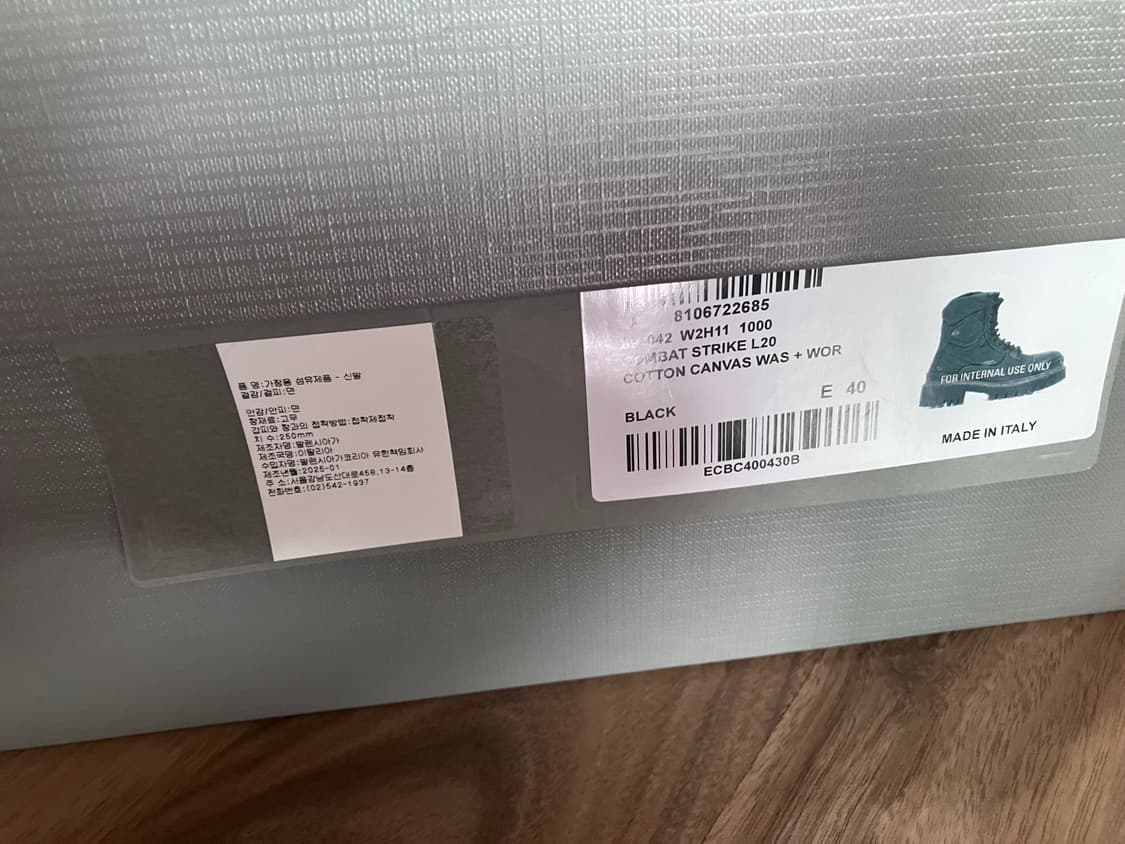 품 명:가정용 섬유제품 - 신발
겉감/겉피:면
안감/안피:면
창재료:고무
갑피와 창과의 접착방법:접착제접착
치 수:250mm
제조자명:발렌시아가
제조국명:이탈리아
수입자명:발렌시아가코리아 유한책임회사
제조년월:2025-01
주 소:서울강남도산대로458,13-14층
전화번호:(02)542-1937
8106722685
W2H11 1000
STRIKE L20
COTTON CANVAS WAS + WOR
E 40
BLACK
ECBC400430B
FOR INTERNAL USE ONLY
MADE IN ITALY